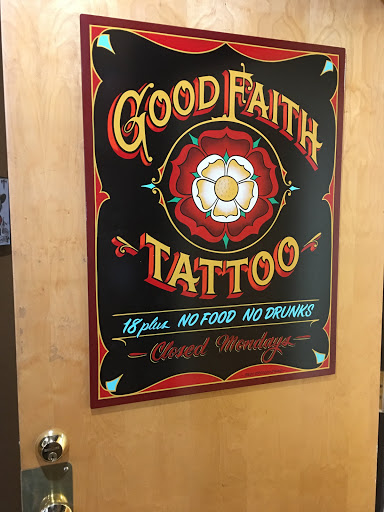 GOOD FAITH
TATTOO
18 plus NO FOOD NO DRUNKS
Closed Mondays